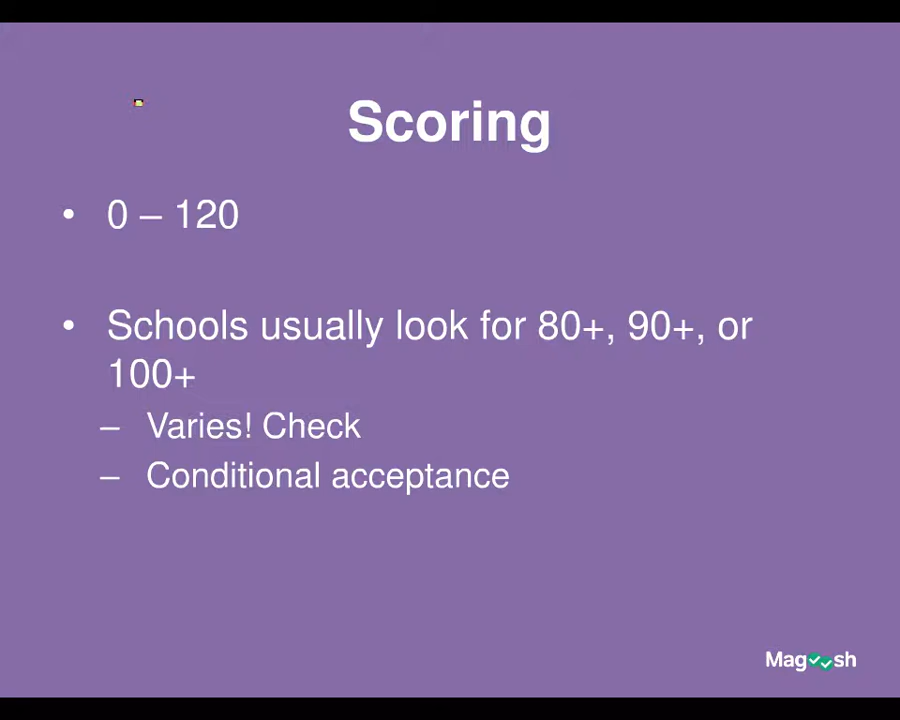 Scoring
• 0 – 120
• Schools usually look for 80+, 90+, or
100+
– Varies! Check
– Conditional acceptance
Magoosh